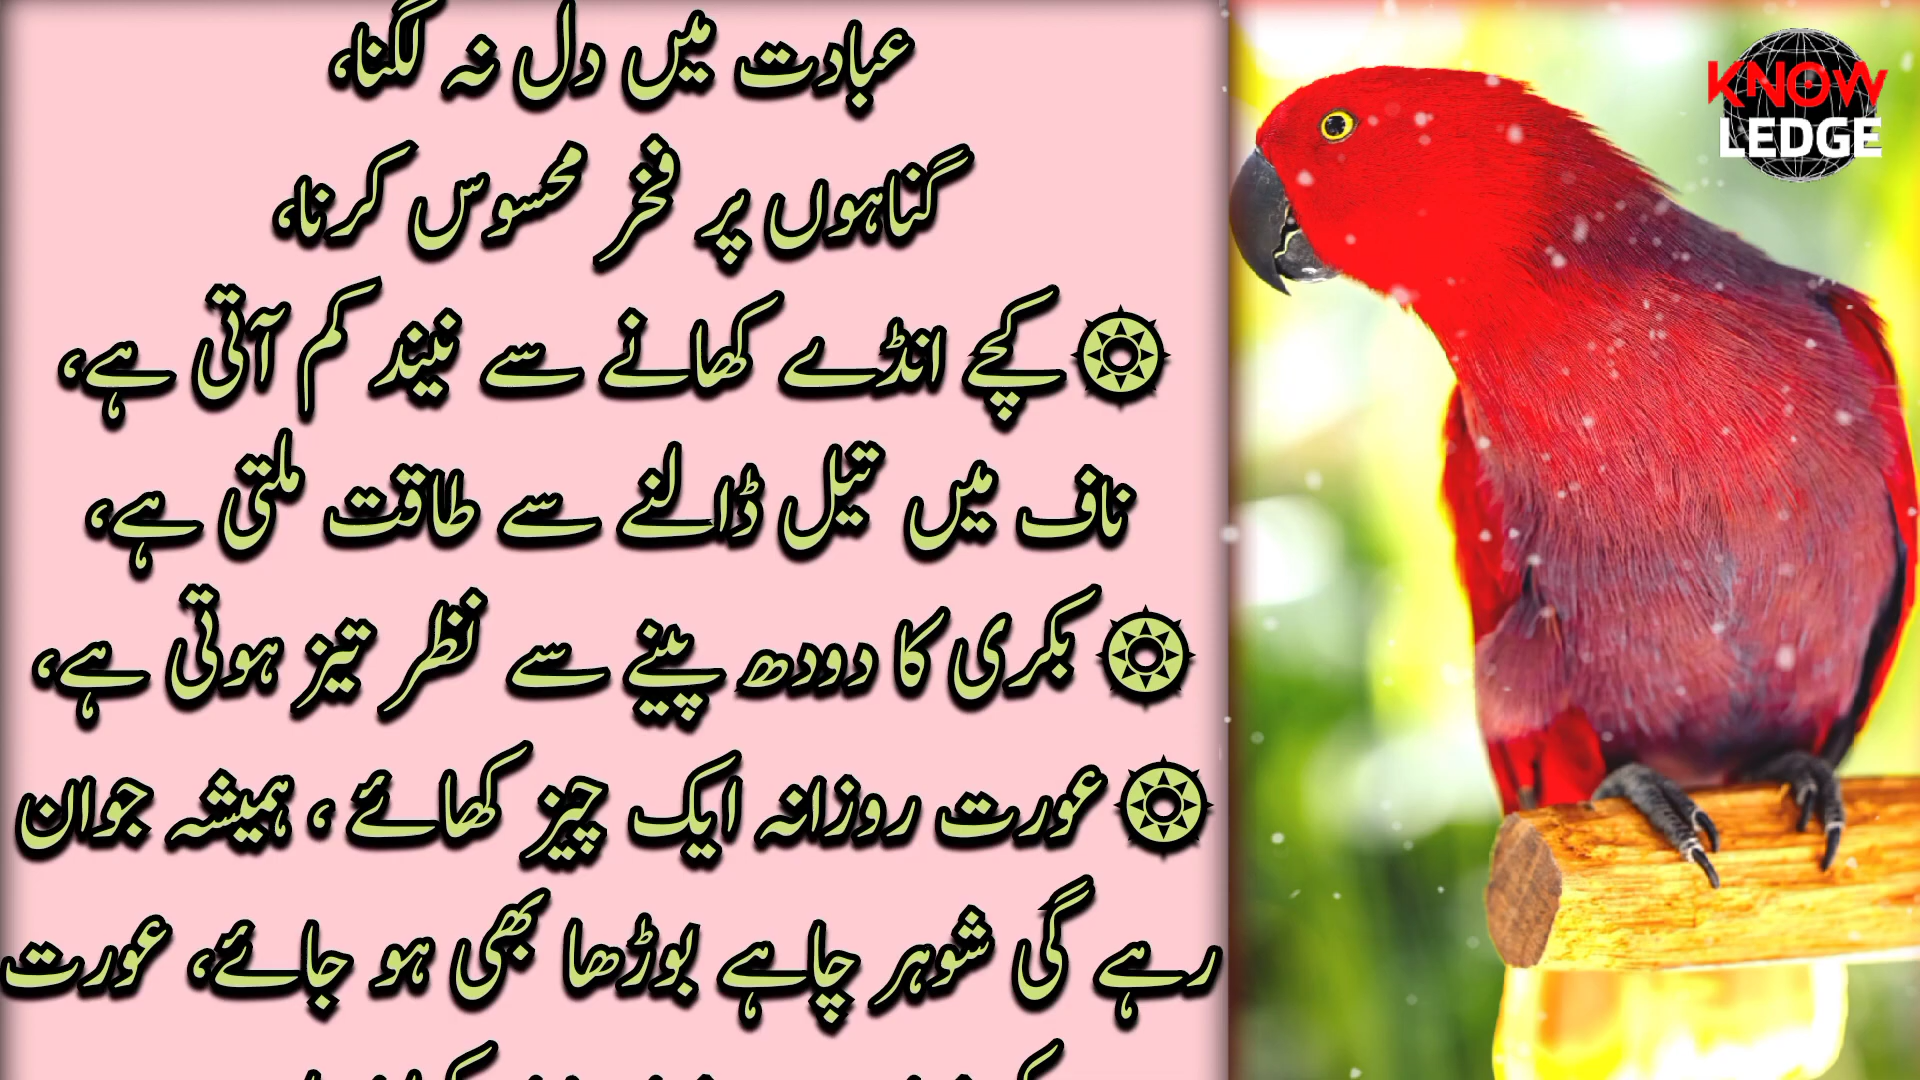 عبادت میں دل نہ لگنا،
گناہوں پر فخر محسوس کرنا،
کچے انڈے کھانے سے نیند کم آتی ہے،
ناف میں تیل ڈالنے سے طاقت ملتی ہے،
بکری کا دودھ پینے سے نظر تیز ہوتی ہے،
عورت روزانہ ایک چیز کھائے ، ہمیشہ جوان
رہے گی شوہر چاہے بوڑھا بھی ہو جائے، عورت
KNOW
LEDGE